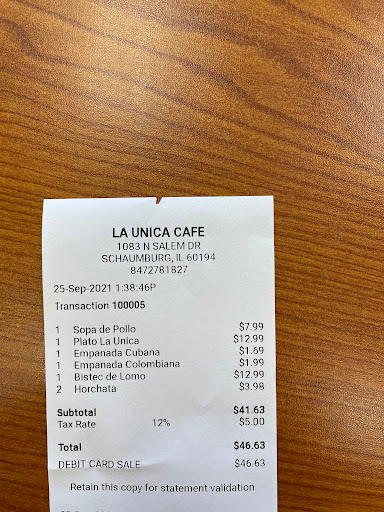 LA UNICA CAFE
1083 N SALEM DR
SCHAUMBURG, IL 60194
8472781827
25-Sep-2021 1:38:46P
Transaction 100005
1 Sopa de Pollo $7.99
1 Plato La Unica $12.99
1 Empanada Cubana $1.69
1 Empanada Colombiana $1.99
1 Bistec de Lomo $12.99
2 Horchata $3.98
Subtotal $41.63
Tax Rate 12% $5.00
Total $46.63
DEBIT CARD SALE $46.63
Retain this copy for statement validation